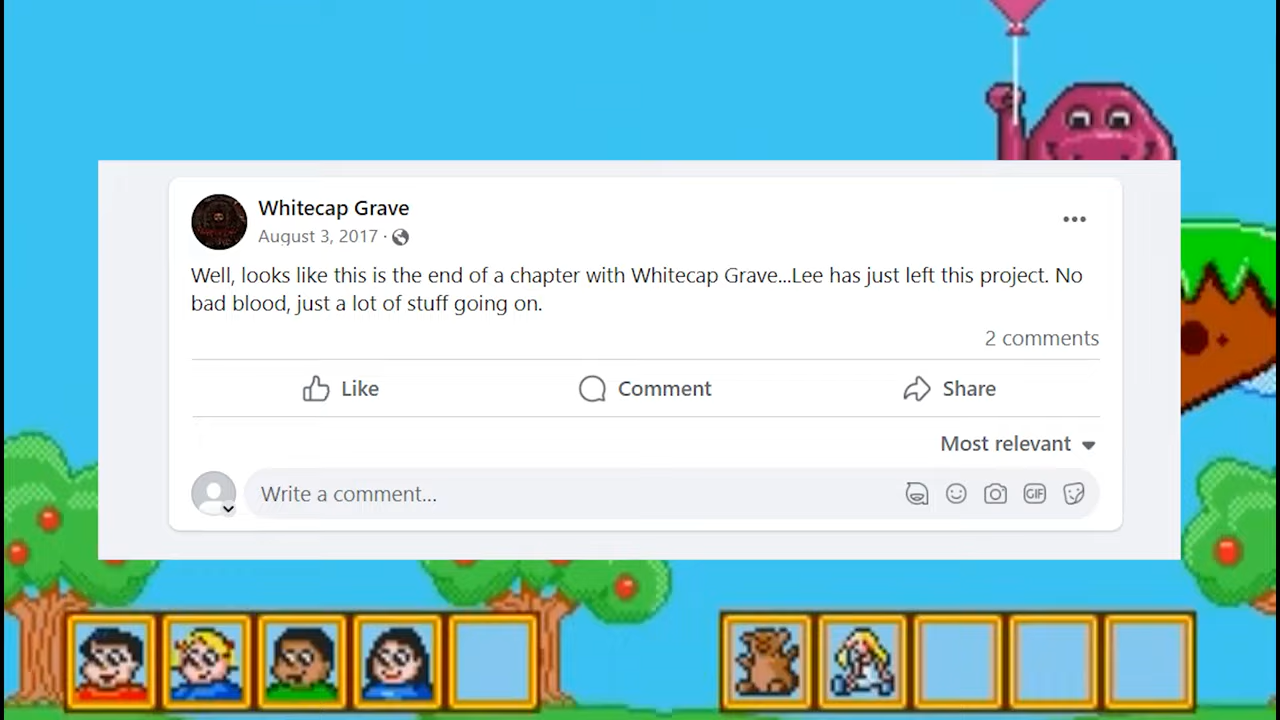 Whitecap Grave
August 3, 2017 ·
Well, looks like this is the end of a chapter with Whitecap Grave...Lee has just left this project. No
bad blood, just a lot of stuff going on.
2 comments
Like Comment Share
Most relevant
Write a comment...
GIF